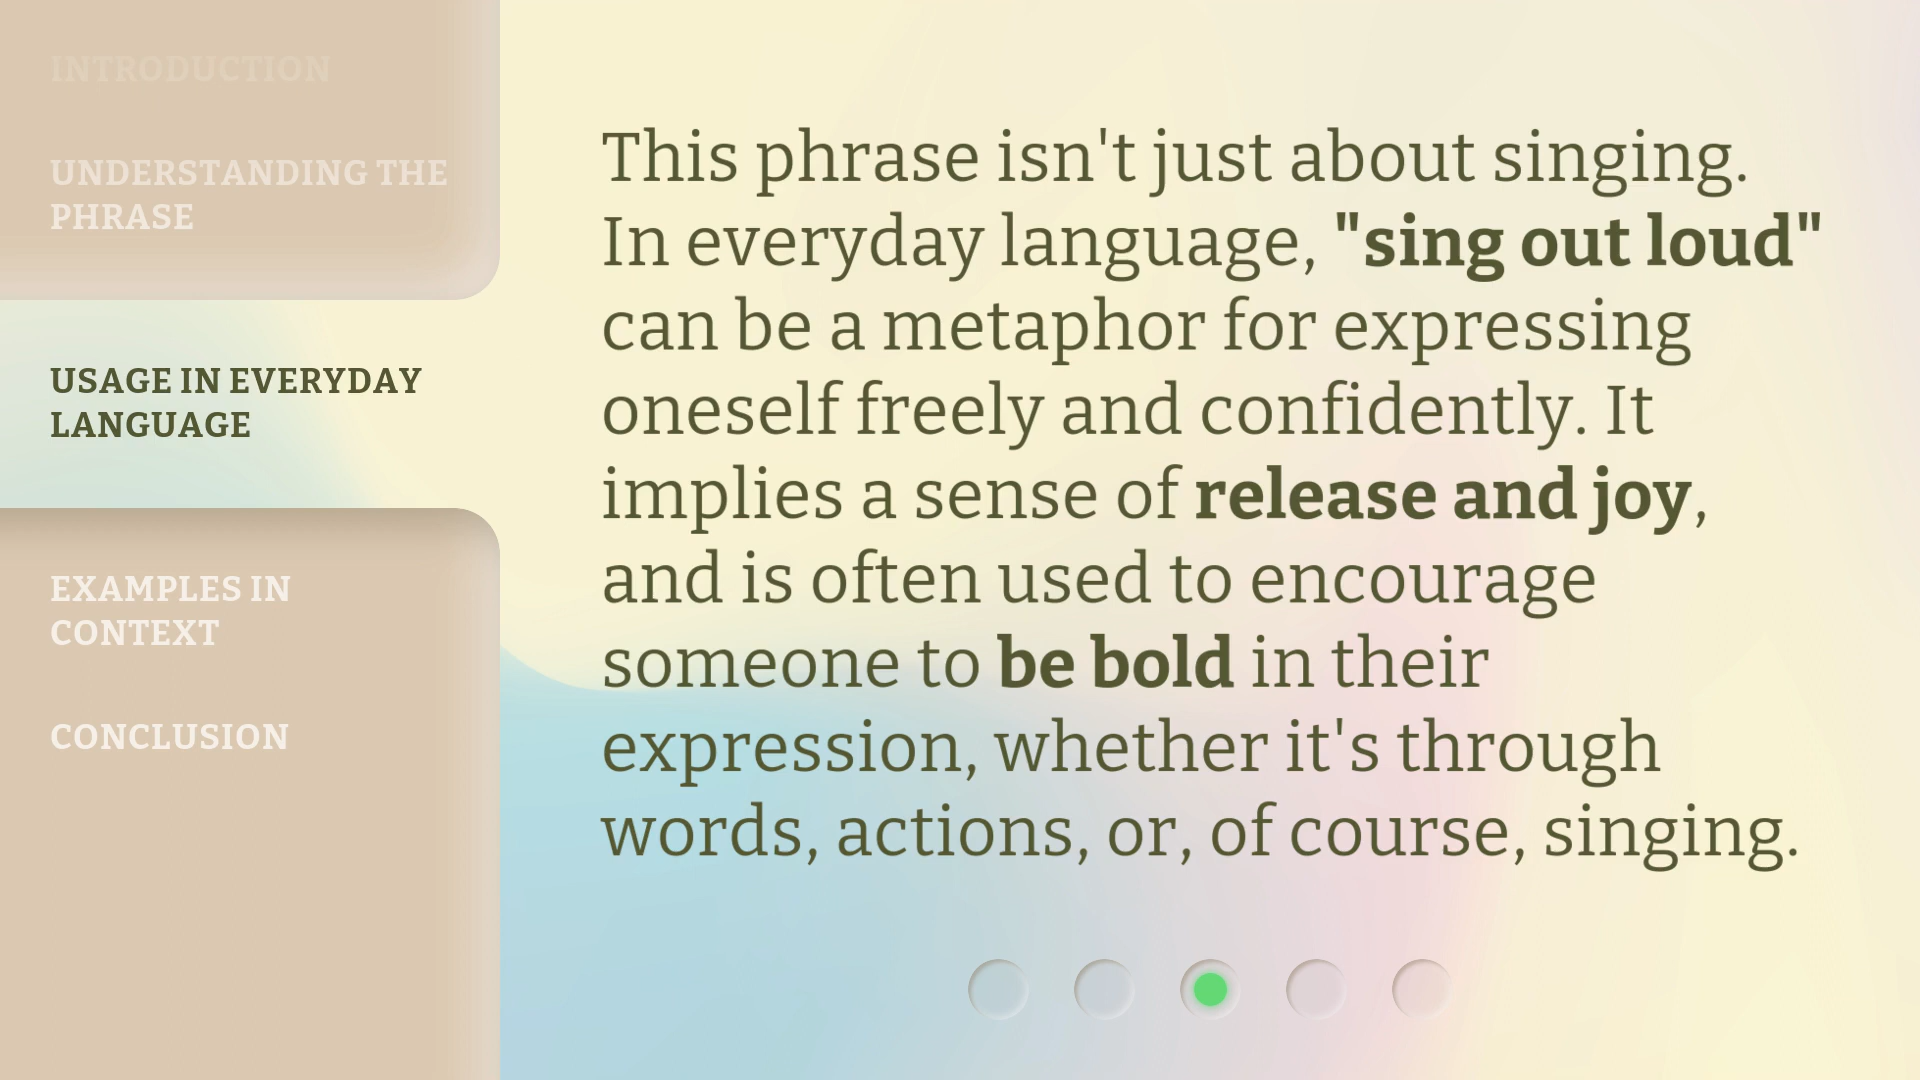 INTRODUCTION
UNDERSTANDING THE
PHRASE
USAGE IN EVERYDAY
LANGUAGE
EXAMPLES IN
CONTEXT
CONCLUSION
This phrase isn't just about singing.
In everyday language, "sing out loud"
can be a metaphor for expressing
oneself freely and confidently. It
implies a sense of release and joy,
and is often used to encourage
someone to be bold in their
expression, whether it's through
words, actions, or, of course, singing.